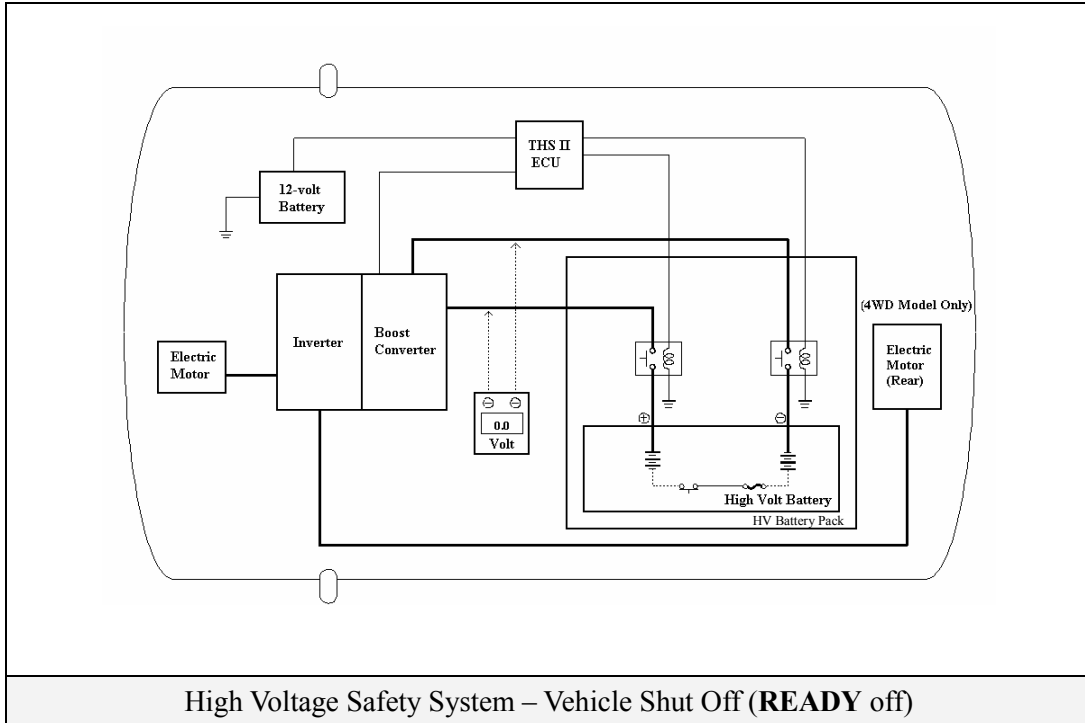 THS II
ECU
12-volt
Battery
(4WD Model Only)
Inverter
Boost
Converter
Electric
Motor
Electric
Motor
(Rear)
⊖ ⊖
0.0
Volt
⊕
⊖
High Volt Battery
HV Battery Pack
High Voltage Safety System – Vehicle Shut Off (READY off)